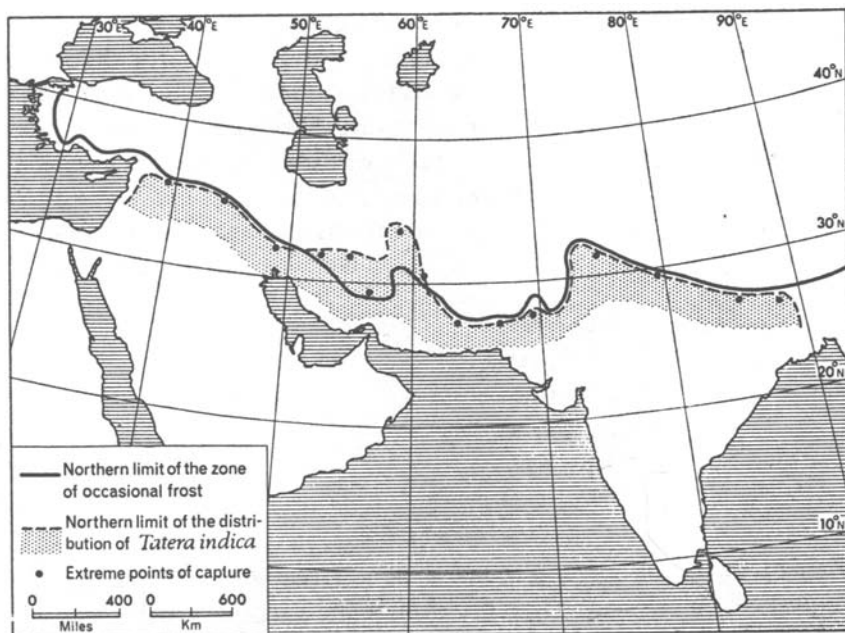 30°E 40°E 50°E 60°E 70°E 80°E 90°E
40°N
30°N
20°N
10°N
Northern limit of the zone
of occasional frost
Northern limit of the distri-
bution of Tatera indica
Extreme points of capture
0 400 0 600
Miles Km